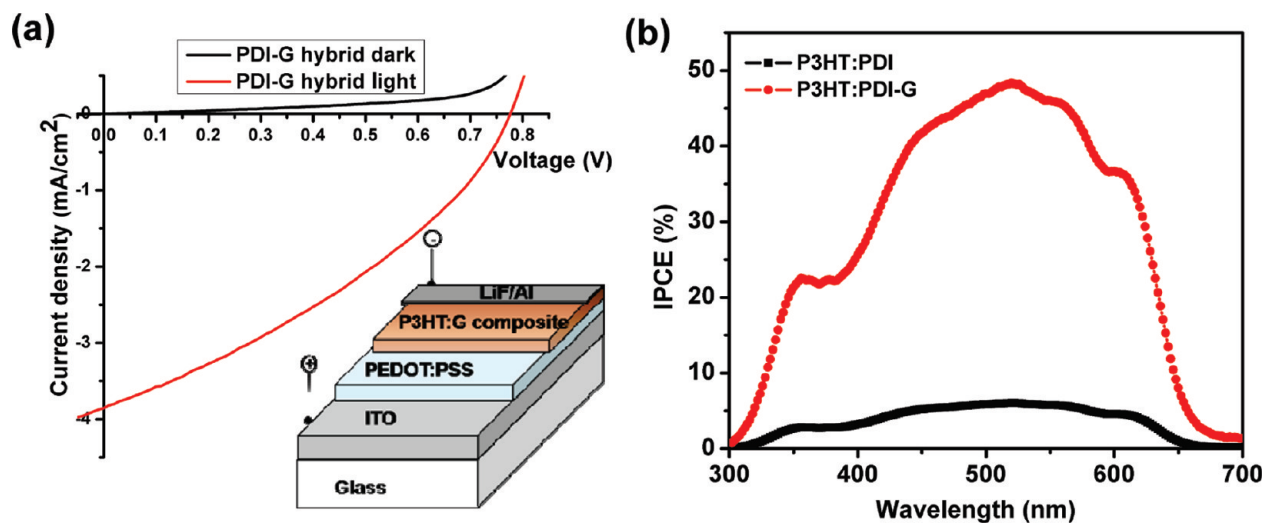 (a)
PDI-G hybrid dark
PDI-G hybrid light
0
0.0 0.1 0.2 0.3 0.4 0.5 0.6 0.7 0.8
Voltage (V)
-1
-2
-3
-4
Current density (mA/cm²)
-
LiF/Al
P3HT:G composite
+
PEDOT:PSS
ITO
Glass
(b)
P3HT:PDI
P3HT:PDI-G
50
40
30
20
10
0
IPCE (%)
300 400 500 600 700
Wavelength (nm)